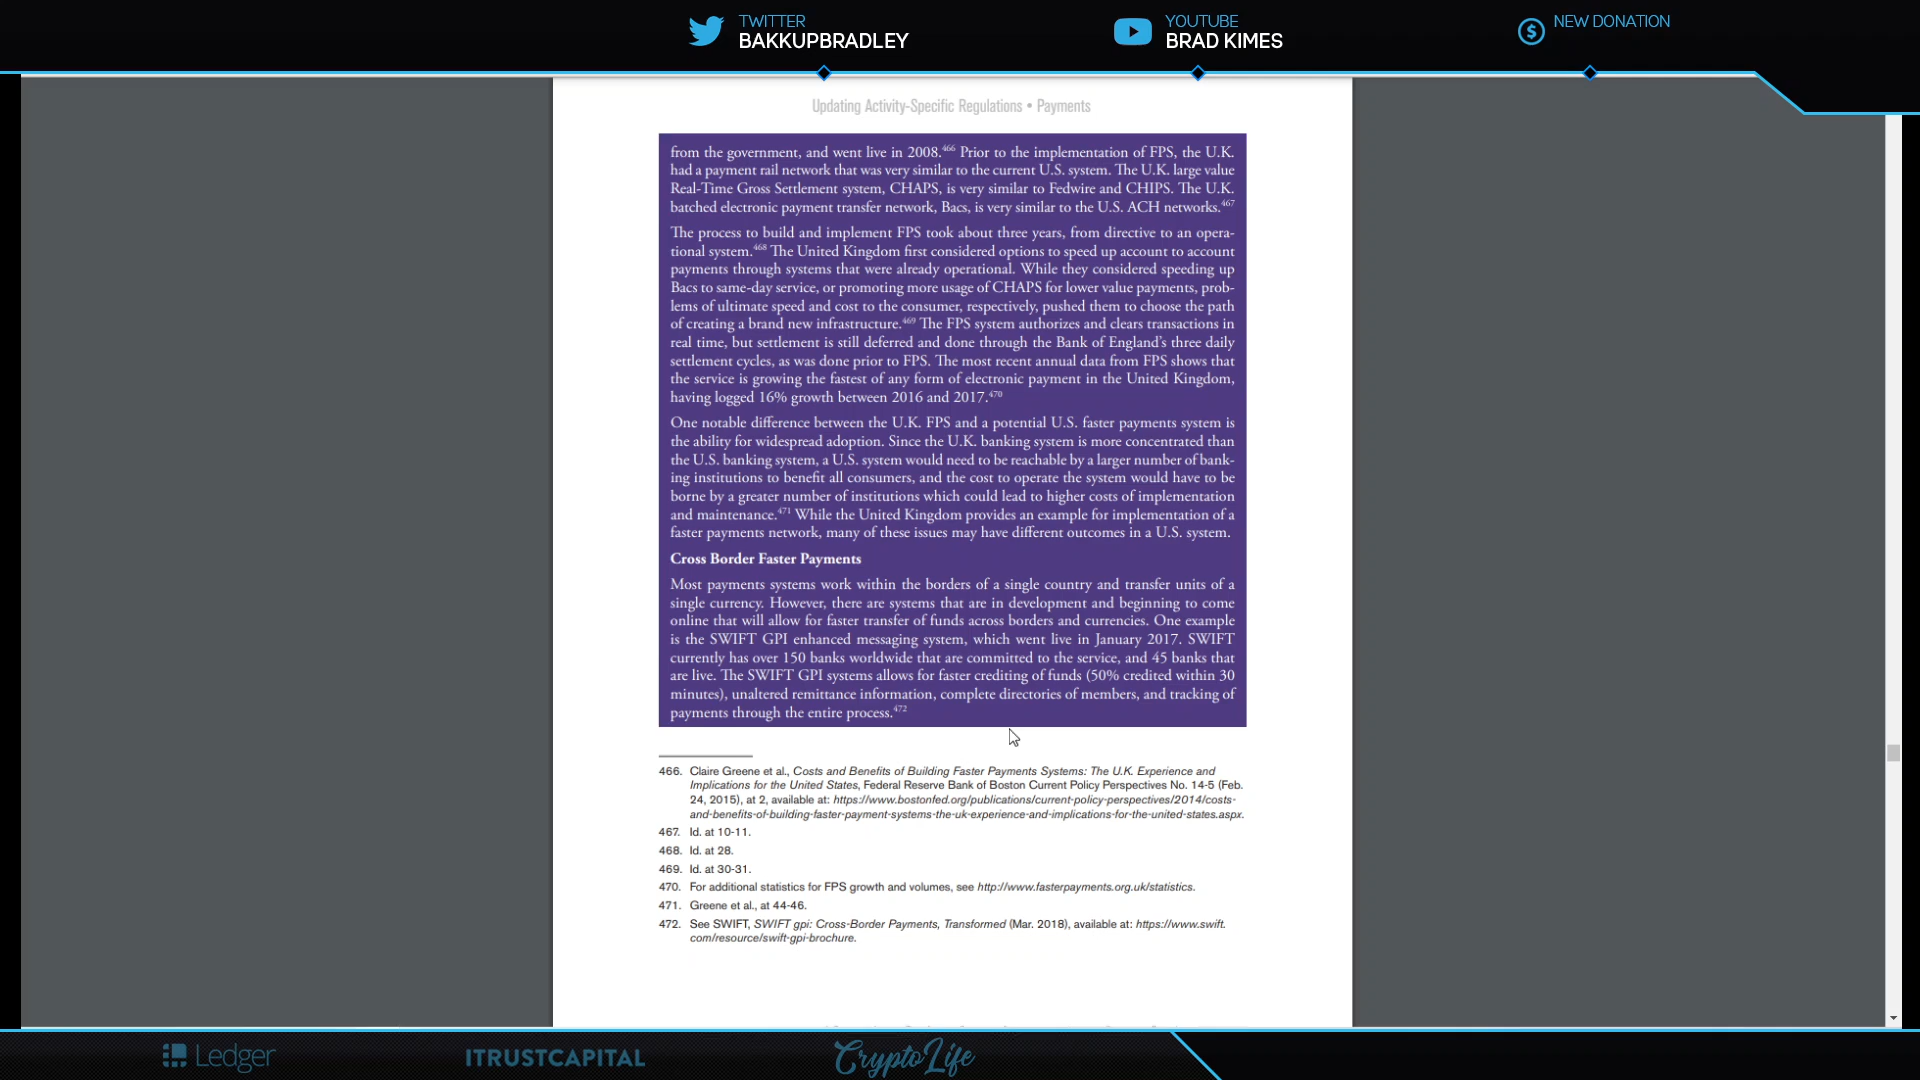 TWITTER
BAKKUPBRADLEY
YOUTUBE
BRAD KIMES
NEW DONATION
Updating Activity-Specific Regulations • Payments
from the government, and went live in 2008.466 Prior to the implementation of FPS, the U.K.
had a payment rail network that was very similar to the current U.S. system. The U.K. large value
Real-Time Gross Settlement system, CHAPS, is very similar to Fedwire and CHIPS. The U.K.
batched electronic payment transfer network, Bacs, is very similar to the U.S. ACH networks.467
The process to build and implement FPS took about three years, from directive to an opera-
tional system.468 The United Kingdom first considered options to speed up account to account
payments through systems that were already operational. While they considered speeding up
Bacs to same-day service, or promoting more usage of CHAPS for lower value payments, prob-
lems of ultimate speed and cost to the consumer, respectively, pushed them to choose the path
of creating a brand new infrastructure.469 The FPS system authorizes and clears transactions in
real time, but settlement is still deferred and done through the Bank of England's three daily
settlement cycles, as was done prior to FPS. The most recent annual data from FPS shows that
the service is growing the fastest of any form of electronic payment in the United Kingdom,
having logged 16% growth between 2016 and 2017.470
One notable difference between the U.K. FPS and a potential U.S. faster payments system is
the ability for widespread adoption. Since the U.K. banking system is more concentrated than
the U.S. banking system, a U.S. system would need to be reachable by a larger number of bank-
ing institutions to benefit all consumers, and the cost to operate the system would have to be
borne by a greater number of institutions which could lead to higher costs of implementation
and maintenance.471 While the United Kingdom provides an example for implementation of a
faster payments network, many of these issues may have different outcomes in a U.S. system.
Cross Border Faster Payments
Most payments systems work within the borders of a single country and transfer units of a
single currency. However, there are systems that are in development and beginning to come
online that will allow for faster transfer of funds across borders and currencies. One example
is the SWIFT GPI enhanced messaging system, which went live in January 2017. SWIFT
currently has over 150 banks worldwide that are committed to the service, and 45 banks that
are live. The SWIFT GPI systems allows for faster crediting of funds (50% credited within 30
minutes), unaltered remittance information, complete directories of members, and tracking of
payments through the entire process.472
466. Claire Greene et al., Costs and Benefits of Building Faster Payments Systems: The U.K. Experience and
Implications for the United States, Federal Reserve Bank of Boston Current Policy Perspectives No. 14-5 (Feb.
24, 2015), at 2, available at: https://www.bostonfed.org/publications/current-policy-perspectives/2014/costs-
and-benefits-of-building-faster-payment-systems-the-uk-experience-and-implications-for-the-united-states.aspx.
467. Id. at 10-11.
468. Id. at 28.
469. Id. at 30-31.
470. For additional statistics for FPS growth and volumes, see http://www.fasterpayments.org.uk/statistics.
471. Greene et al., at 44-46.
472. See SWIFT, SWIFT gpi: Cross-Border Payments, Transformed (Mar. 2018), available at: https://www.swift.
com/resource/swift-gpi-brochure.
Ledger
ITRUSTCAPITAL
CryptoLife